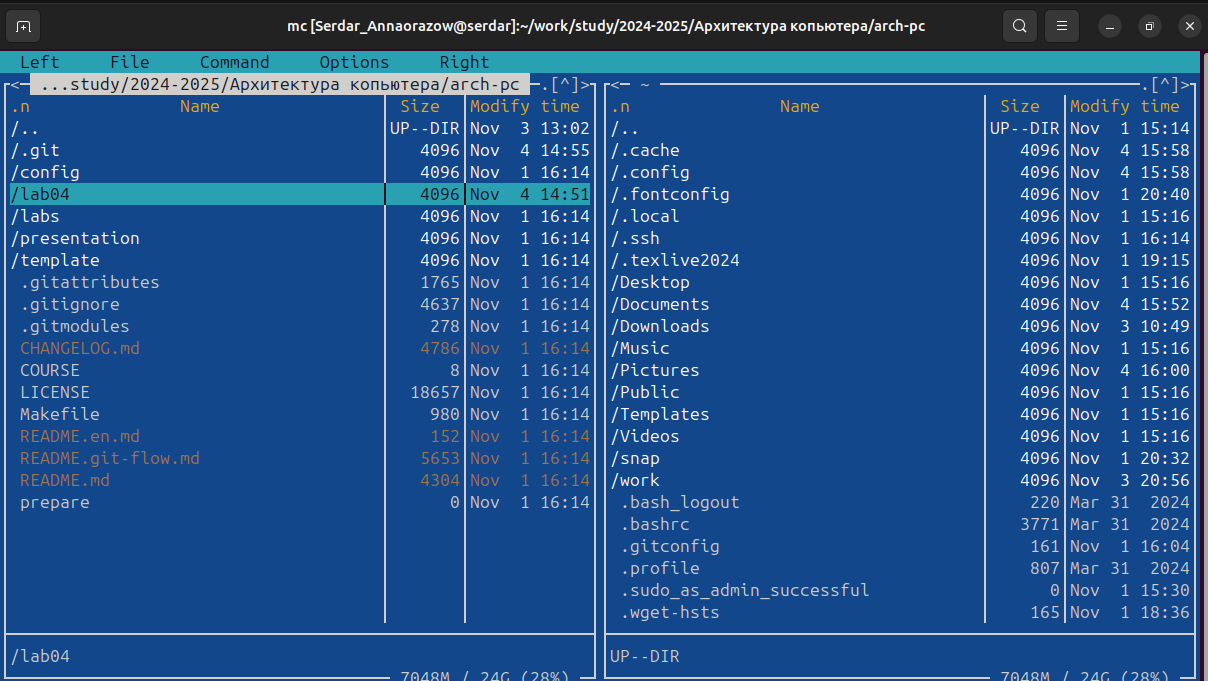 mc [Serdar_Annaorazow@serdar]:~/work/study/2024-2025/Архитектура копьютера/arch-pc
Left File Command Options Right
<─ ...study/2024-2025/Архитектура копьютера/arch-pc ─.[^]>
.n Name Size Modify time
/.. UP--DIR Nov 3 13:02
/.git 4096 Nov 4 14:55
/config 4096 Nov 1 16:14
/lab04 4096 Nov 4 14:51
/labs 4096 Nov 1 16:14
/presentation 4096 Nov 1 16:14
/template 4096 Nov 1 16:14
.gitattributes 1765 Nov 1 16:14
.gitignore 4637 Nov 1 16:14
.gitmodules 278 Nov 1 16:14
CHANGELOG.md 4786 Nov 1 16:14
COURSE 8 Nov 1 16:14
LICENSE 18657 Nov 1 16:14
Makefile 980 Nov 1 16:14
README.en.md 152 Nov 1 16:14
README.git-flow.md 5653 Nov 1 16:14
README.md 4304 Nov 1 16:14
prepare 0 Nov 1 16:14
/lab04
7048M / 24G (28%)
<─ ~ ─.[^]>
.n Name Size Modify time
/.. UP--DIR Nov 1 15:14
/.cache 4096 Nov 4 15:58
/.config 4096 Nov 4 15:58
/.fontconfig 4096 Nov 1 20:40
/.local 4096 Nov 1 15:16
/.ssh 4096 Nov 1 16:14
/.texlive2024 4096 Nov 1 19:15
/Desktop 4096 Nov 1 15:16
/Documents 4096 Nov 4 15:52
/Downloads 4096 Nov 3 10:49
/Music 4096 Nov 1 15:16
/Pictures 4096 Nov 4 16:00
/Public 4096 Nov 1 15:16
/Templates 4096 Nov 1 15:16
/Videos 4096 Nov 1 15:16
/snap 4096 Nov 1 20:32
/work 4096 Nov 3 20:56
.bash_logout 220 Mar 31 2024
.bashrc 3771 Mar 31 2024
.gitconfig 161 Nov 1 16:04
.profile 807 Mar 31 2024
.sudo_as_admin_successful 0 Nov 1 15:30
.wget-hsts 165 Nov 1 18:36
UP--DIR
7048M / 24G (28%)